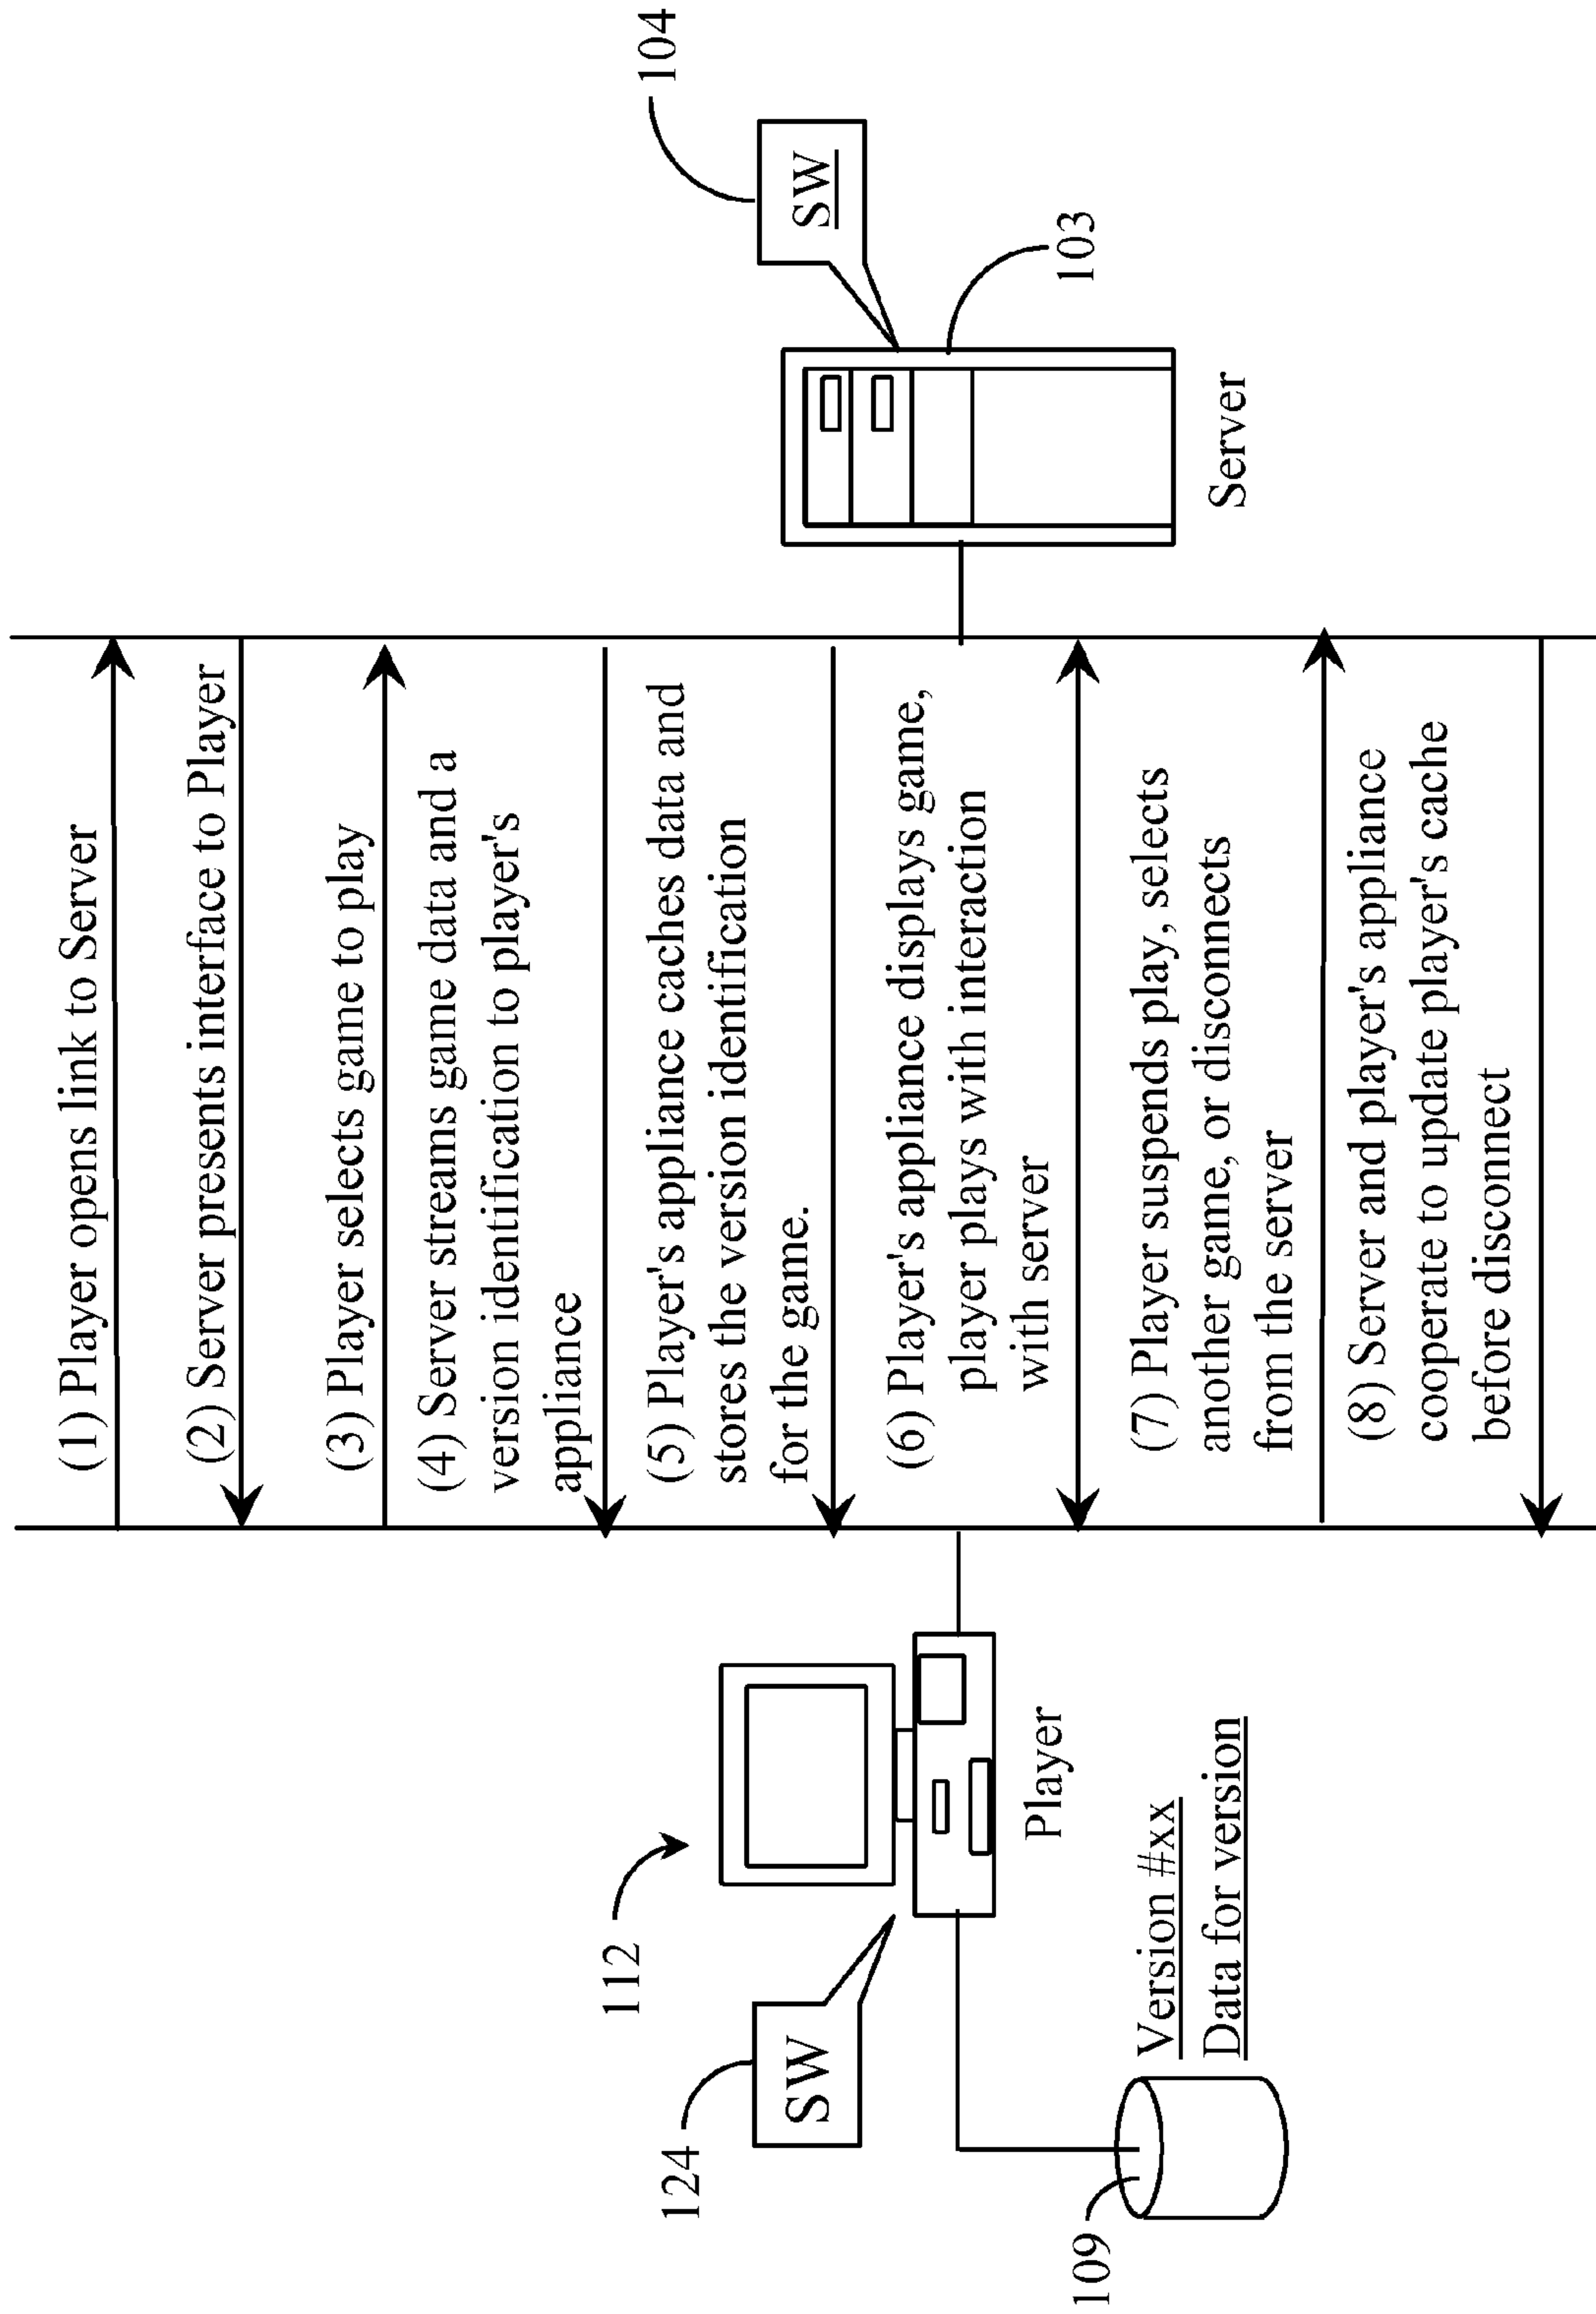 (1) Player opens link to Server
(2) Server presents interface to Player
(3) Player selects game to play
(4) Server streams game data and a
version identification to player's
appliance
(5) Player's appliance caches data and
stores the version identification
for the game.
(6) Player's appliance displays game,
player plays with interaction
with server
(7) Player suspends play, selects
another game, or disconnects
from the server
(8) Server and player's appliance
cooperate to update player's cache
before disconnect
112
124
SW
Player
109
Version #xx
Data for version
104
SW
103
Server